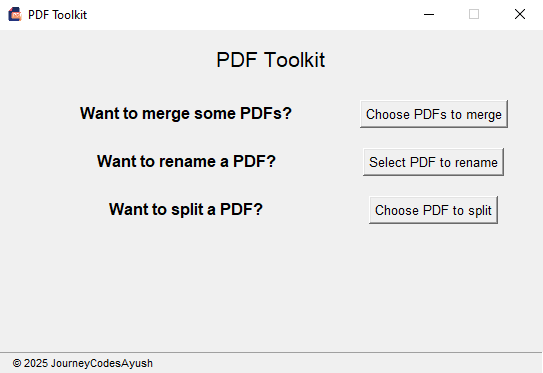 PDF Toolkit
PDF Toolkit
Want to merge some PDFs? Choose PDFs to merge
Want to rename a PDF? Select PDF to rename
Want to split a PDF? Choose PDF to split
© 2025 JourneyCodesAyush